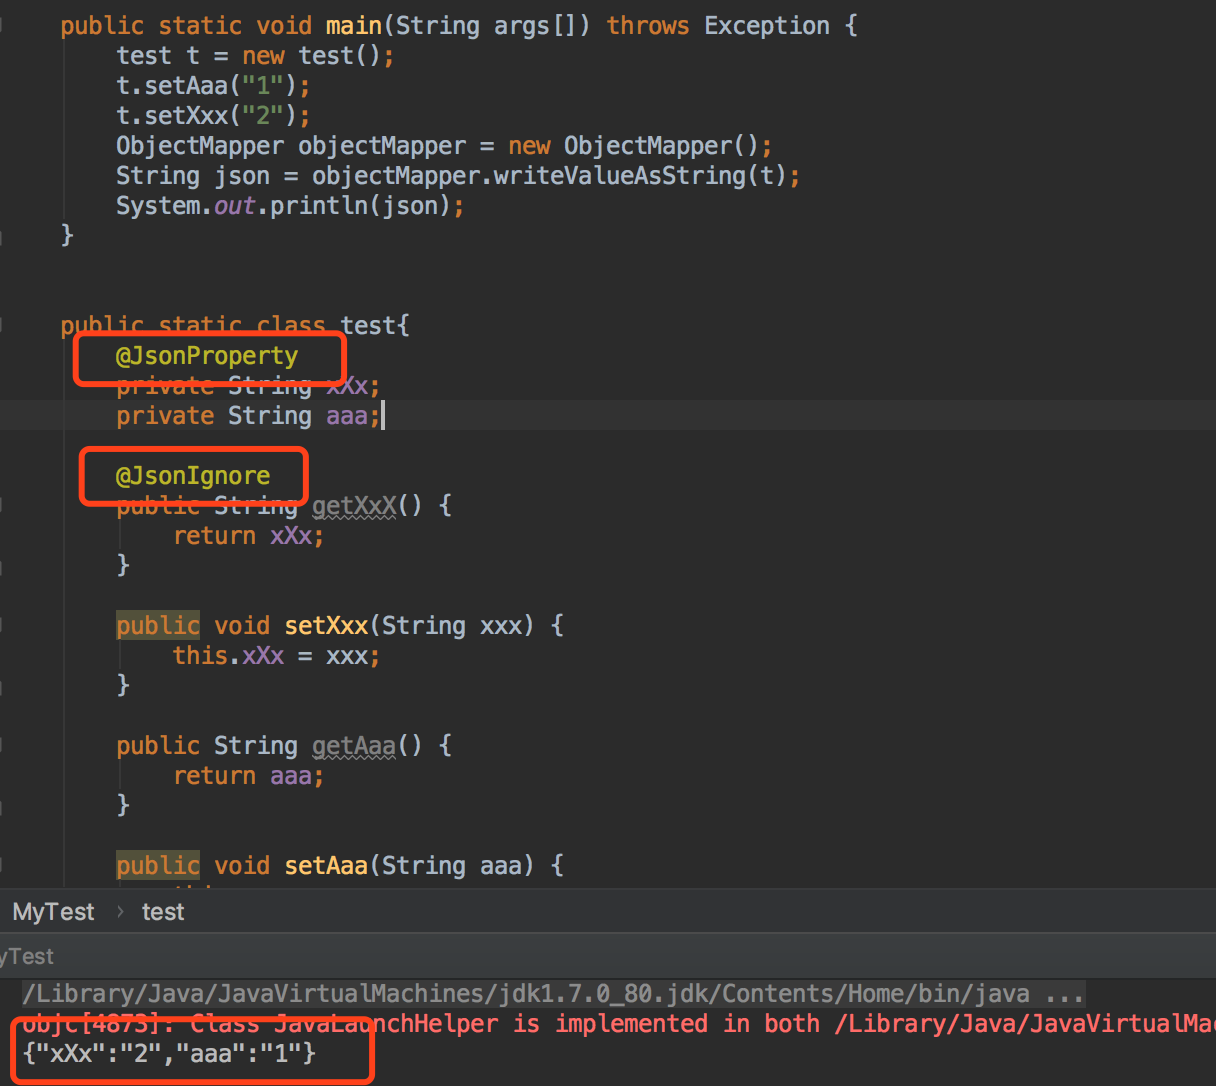 public static void main(String args[]) throws Exception {
test t = new test();
t.setAaa("1");
t.setXxx("2");
ObjectMapper objectMapper = new ObjectMapper();
String json = objectMapper.writeValueAsString(t);
System.out.println(json);
}
public static class test{
@JsonProperty
private String xXx;
private String aaa;
@JsonIgnore
public String getXxX() {
return xXx;
}
public void setXxx(String xxx) {
this.xXx = xxx;
}
public String getAaa() {
return aaa;
}
public void setAaa(String aaa) {
MyTest › test
yTest
/Library/Java/JavaVirtualMachines/jdk1.7.0_80.jdk/Contents/Home/bin/java ...
objc[4873]: Class JavaLaunchHelper is implemented in both /Library/Java/JavaVirtualMa
{"xXx":"2","aaa":"1"}